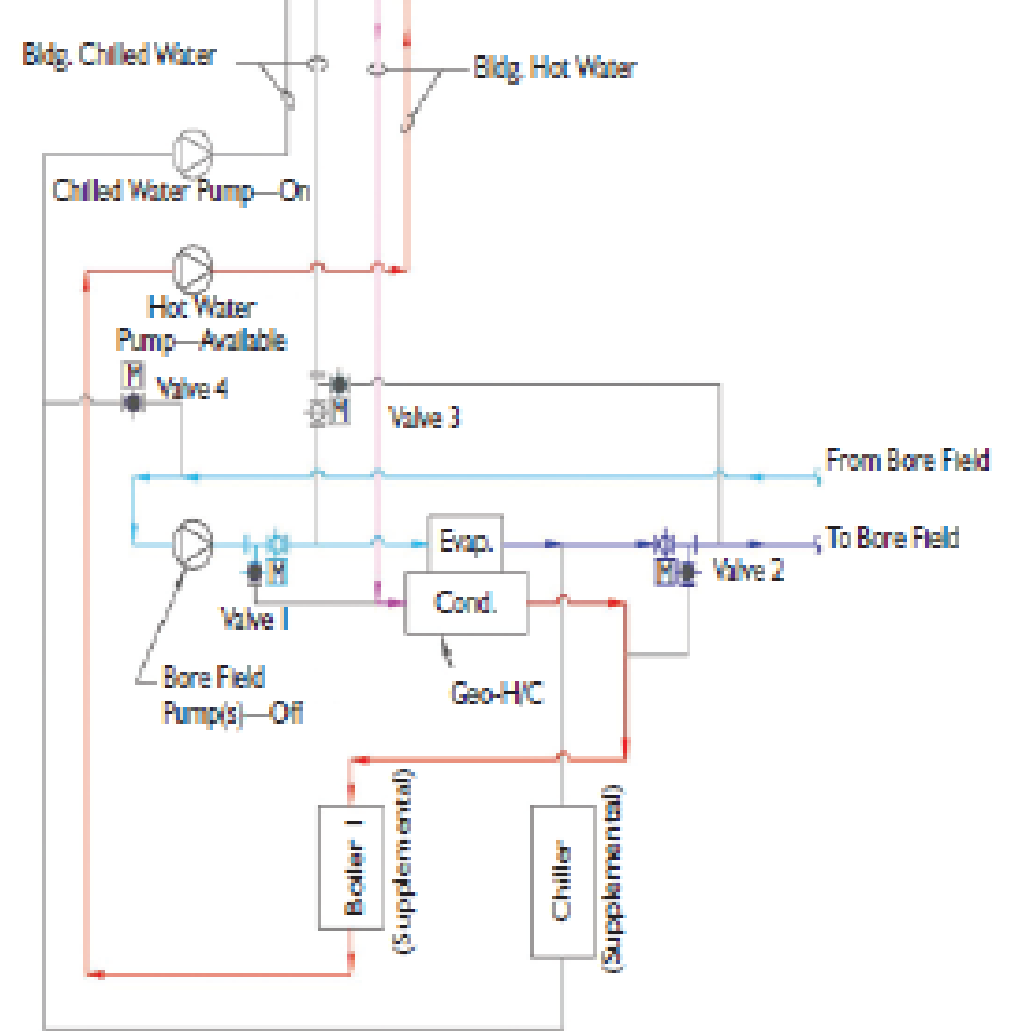 Bldg. Chilled Water
Bldg. Hot Water
Chilled Water Pump—On
Hot Water
Pump—Available
M
Valve 4
M
Valve 3
From Bore Field
Evap.
To Bore Field
M
M
Valve 2
Valve 1
Cond.
Bore Field
Pump(s)—Off
Geo-H/C
Boiler 1
(Supplemental)
Chiller
(Supplemental)